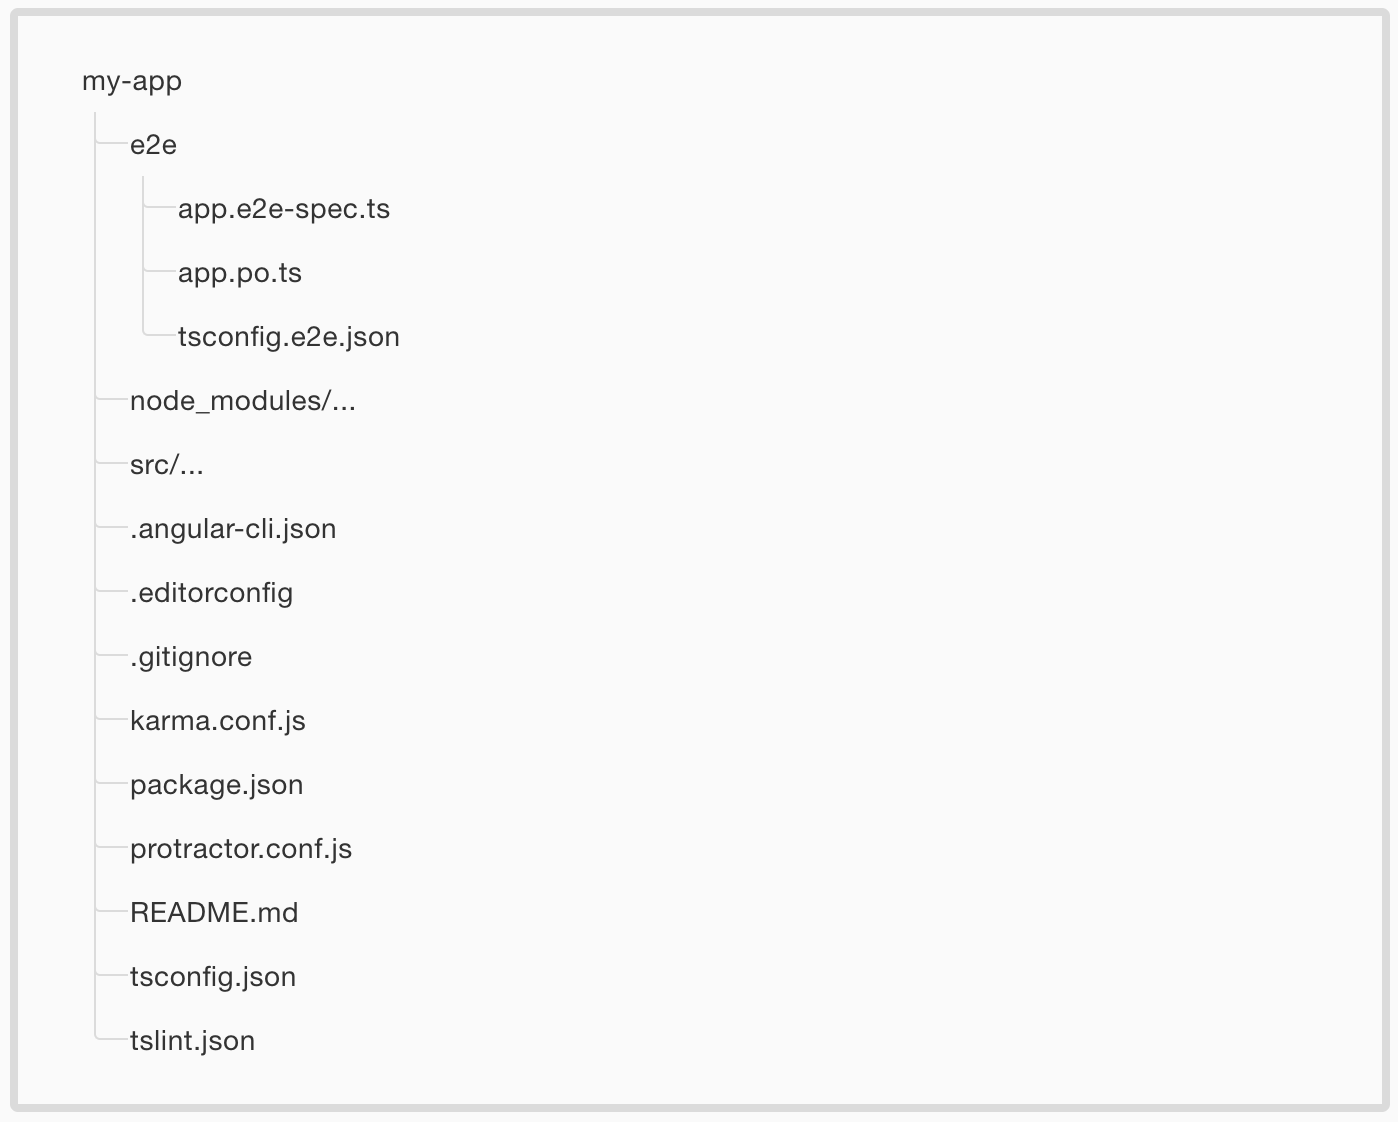 my-app
e2e
app.e2e-spec.ts
app.po.ts
tsconfig.e2e.json
node_modules/...
src/...
.angular-cli.json
.editorconfig
.gitignore
karma.conf.js
package.json
protractor.conf.js
README.md
tsconfig.json
tslint.json